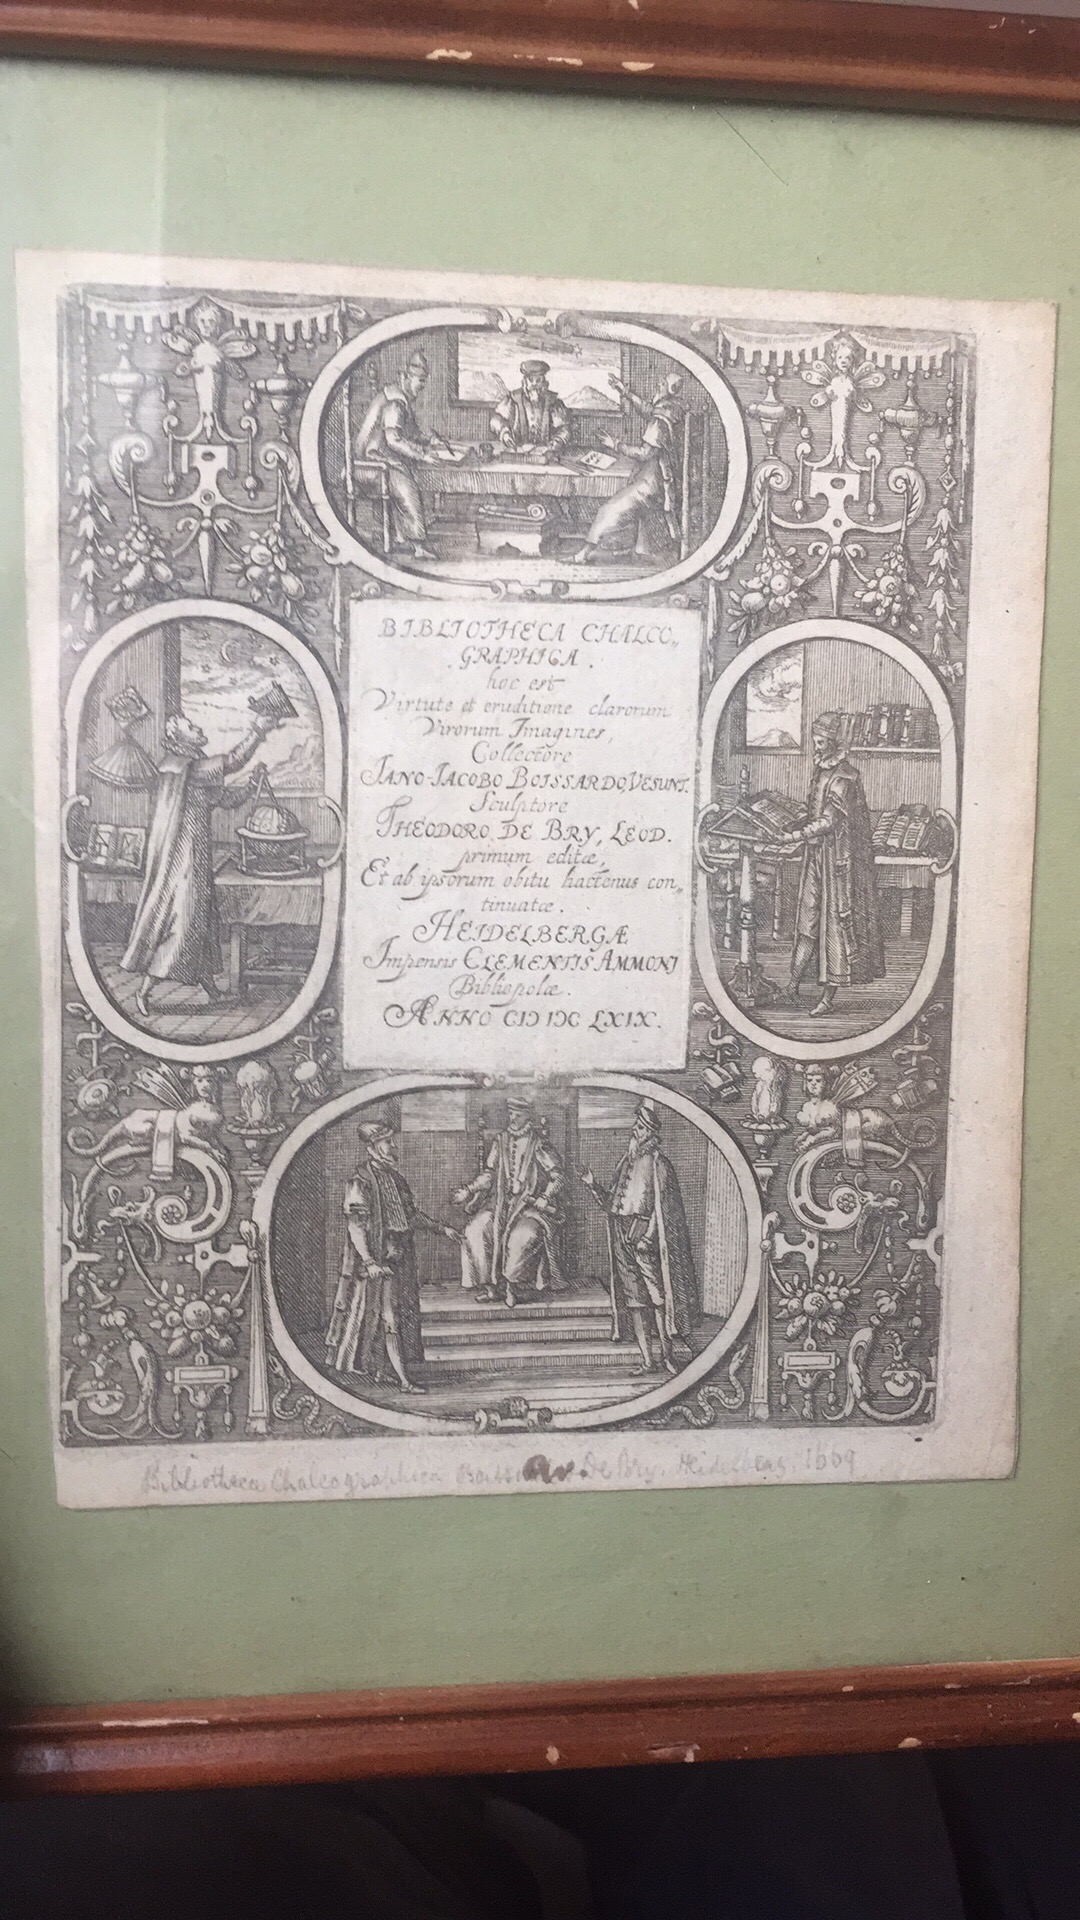 BIBLIOTHECA CHALCO„
GRAPHICA.
hoc est
Virtute et eruditione clarorum
Virorum Imagines,
Collectore
IANO-IACOBO BOISSARDO, VESUNT.
Sculptore
THEODORO DE BRY, LEOD.
primum editæ,
Et ab ipsorum obitu hactenus con„
tinuatæ.
HEIDELBERGÆ
Impensis CLEMENTIS AMMONI
Bibliopolæ.
ANNO CIↃ IↃC LXIX.
Bibliotheca Chalcographica De Bry. Heidelberg. 1669